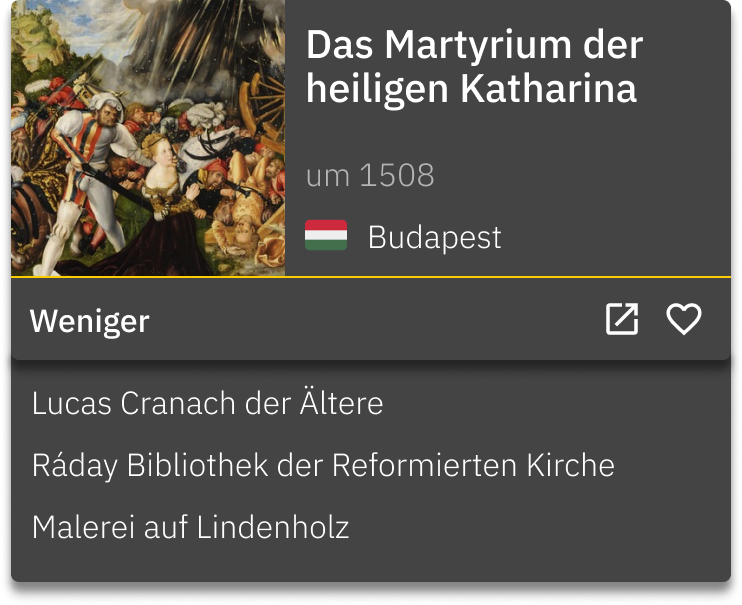 Das Martyrium der
heiligen Katharina
um 1508
Budapest
Weniger
Lucas Cranach der Ältere
Ráday Bibliothek der Reformierten Kirche
Malerei auf Lindenholz